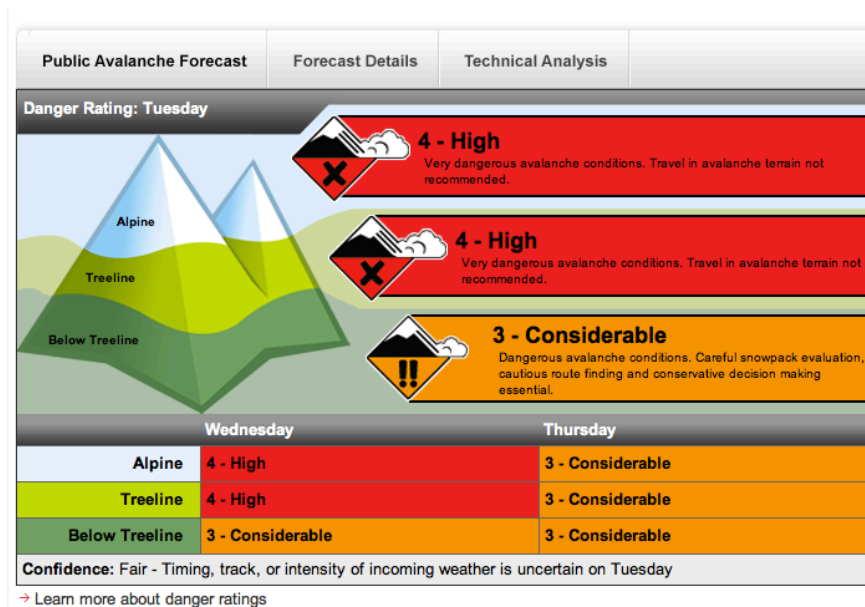 Public Avalanche Forecast Forecast Details Technical Analysis
Danger Rating: Tuesday
4 - High
Very dangerous avalanche conditions. Travel in avalanche terrain not
recommended.
Alpine
4 - High
Very dangerous avalanche conditions. Travel in avalanche terrain not
recommended.
Treeline
3 - Considerable
Dangerous avalanche conditions. Careful snowpack evaluation,
cautious route finding and conservative decision making
essential.
Below Treeline
!!
Wednesday Thursday
Alpine 4 - High 3 - Considerable
Treeline 4 - High 3 - Considerable
Below Treeline 3 - Considerable 3 - Considerable
Confidence: Fair - Timing, track, or intensity of incoming weather is uncertain on Tuesday
→ Learn more about danger ratings